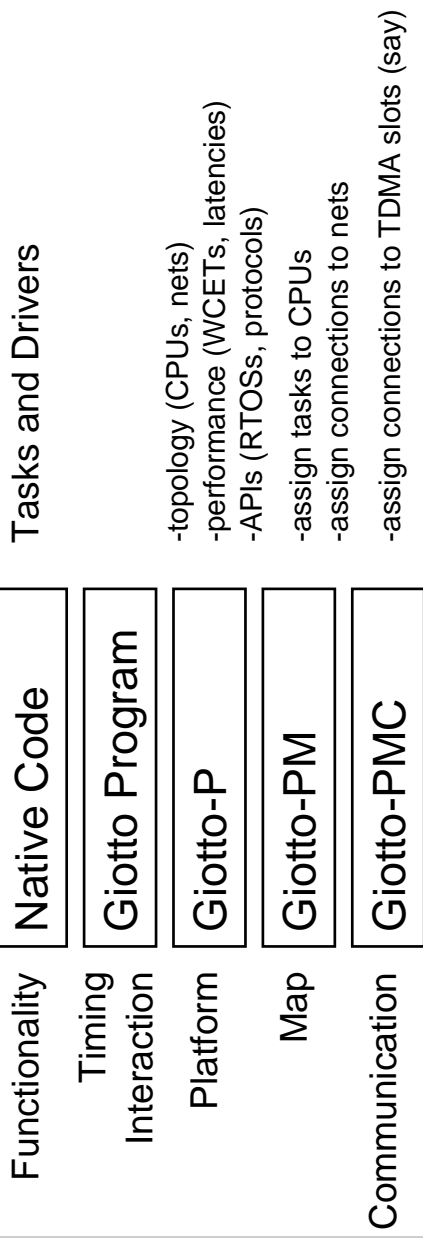 Functionality
Native Code
Tasks and Drivers
Timing
Interaction
Giotto Program
Platform
Giotto-P
-topology (CPUs, nets)
-performance (WCETs, latencies)
-APIs (RTOSs, protocols)
Map
Giotto-PM
-assign tasks to CPUs
-assign connections to nets
Communication
Giotto-PMC
-assign connections to TDMA slots (say)